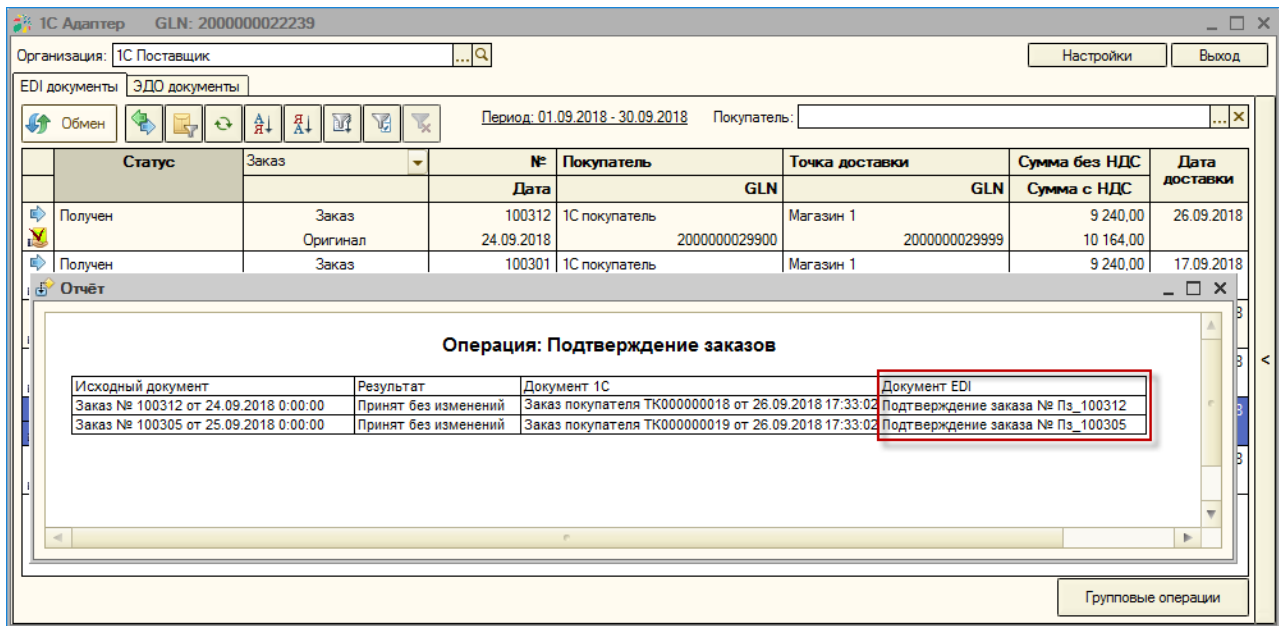 1С Адаптер GLN: 2000000022239
Организация: 1С Поставщик ... Настройки Выход
EDI документы ЭДО документы
Обмен Период: 01.09.2018 - 30.09.2018 Покупатель: ...
Статус Заказ № Покупатель Точка доставки Сумма без НДС Дата доставки
Дата GLN GLN Сумма с НДС
Получен Заказ 100312 1С покупатель Магазин 1 9 240,00 26.09.2018
Оригинал 24.09.2018 2000000029900 2000000029999 10 164,00
Получен Заказ 100301 1С покупатель Магазин 1 9 240,00 17.09.2018
Отчёт
Операция: Подтверждение заказов
Исходный документ Результат Документ 1С Документ EDI
Заказ № 100312 от 24.09.2018 0:00:00 Принят без изменений Заказ покупателя ТК000000018 от 26.09.2018 17:33:02 Подтверждение заказа № Пз_100312
Заказ № 100305 от 25.09.2018 0:00:00 Принят без изменений Заказ покупателя ТК000000019 от 26.09.2018 17:33:02 Подтверждение заказа № Пз_100305
Групповые операции